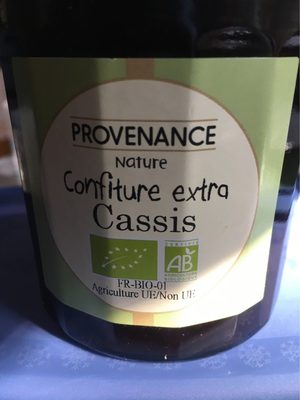 PROVENANCE
Nature
Confiture extra
Cassis
AB
FR-BIO-01
Agriculture UE/Non UE